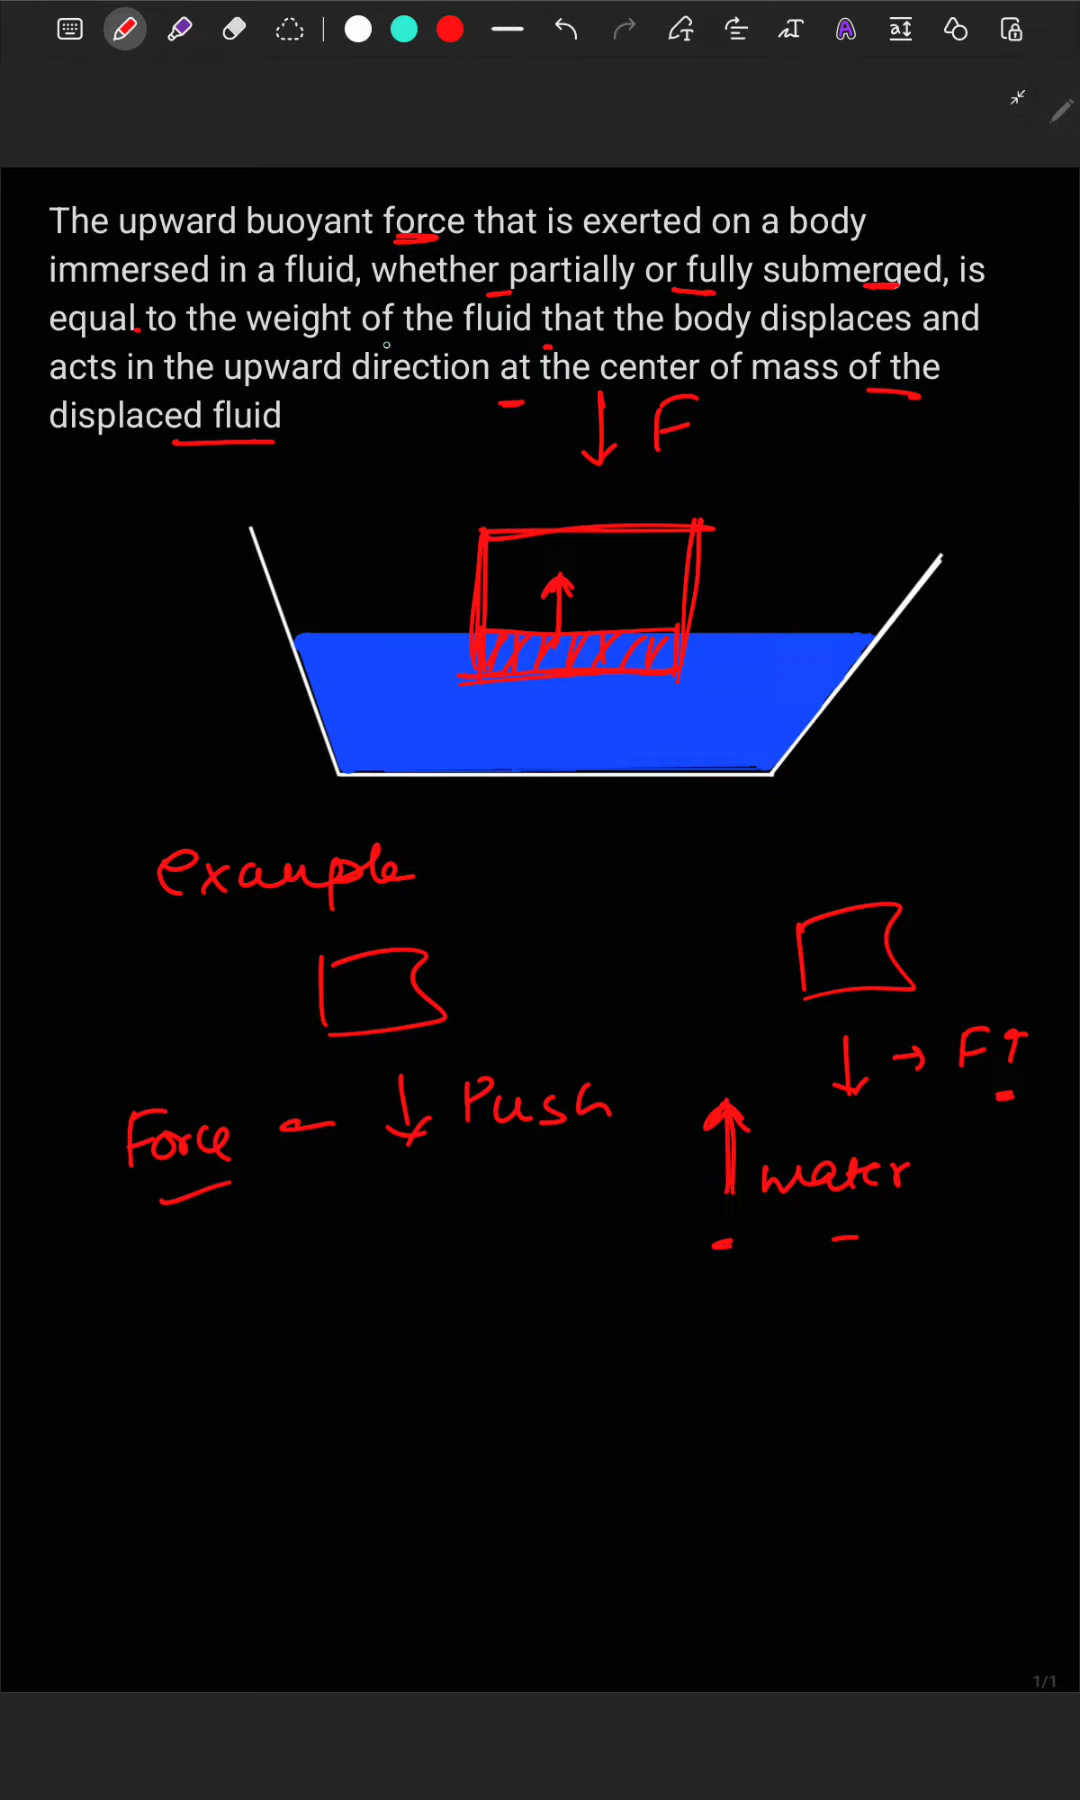 The upward buoyant force that is exerted on a body
immersed in a fluid, whether partially or fully submerged, is
equal to the weight of the fluid that the body displaces and
acts in the upward direction at the center of mass of the
displaced fluid
F
example
F↑
Push
Force
water
1/1